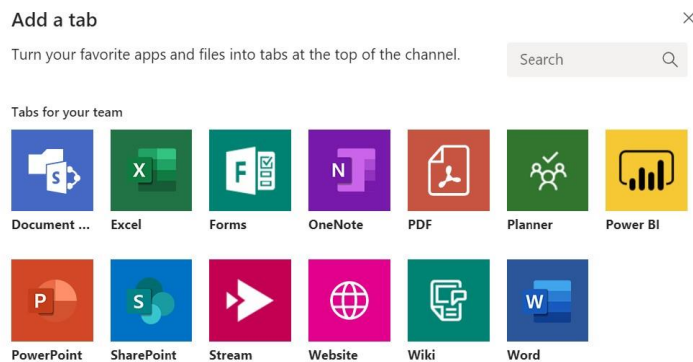 Add a tab
Turn your favorite apps and files into tabs at the top of the channel.
Search
Tabs for your team
Document ... Excel Forms OneNote PDF Planner Power BI
PowerPoint SharePoint Stream Website Wiki Word